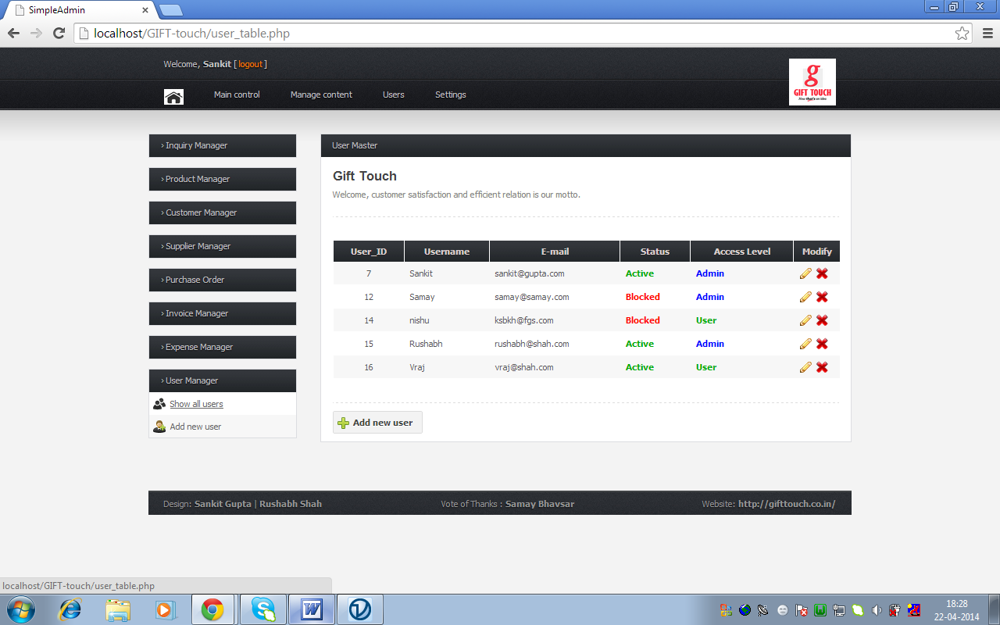 SimpleAdmin
localhost/GIFT-touch/user_table.php
Welcome, Sankit [ logout ]
Main control Manage content Users Settings
g
GIFT TOUCH
Now that's an idea
› Inquiry Manager
› Product Manager
› Customer Manager
› Supplier Manager
› Purchase Order
› Invoice Manager
› Expense Manager
› User Manager
Show all users
Add new user
User Master
Gift Touch
Welcome, customer satisfaction and efficient relation is our motto.
User_ID Username E-mail Status Access Level Modify
7 Sankit sankit@gupta.com Active Admin
12 Samay samay@samay.com Blocked Admin
14 nishu ksbkh@fgs.com Blocked User
15 Rushabh rushabh@shah.com Active Admin
16 Vraj vraj@shah.com Active User
Add new user
Design: Sankit Gupta | Rushabh Shah Vote of Thanks : Samay Bhavsar Website: http://gifttouch.co.in/
localhost/GIFT-touch/user_table.php
18:28
22-04-2014